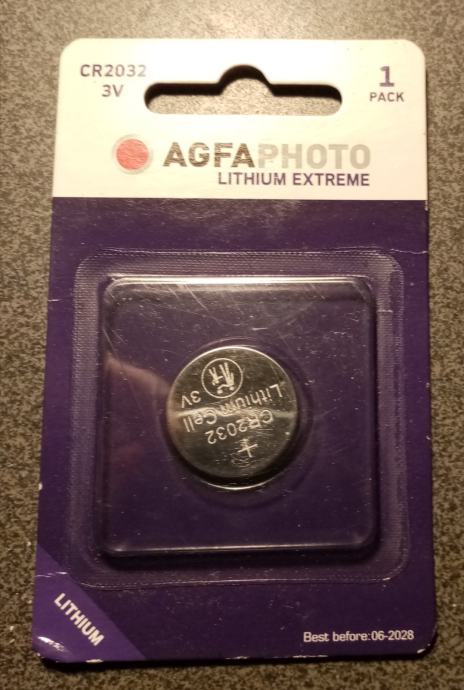 CR2032
3V
1
PACK
AGFAPHOTO
LITHIUM EXTREME
3V
Lithium Cell
CR2032
+
LITHIUM
Best before:06-2028